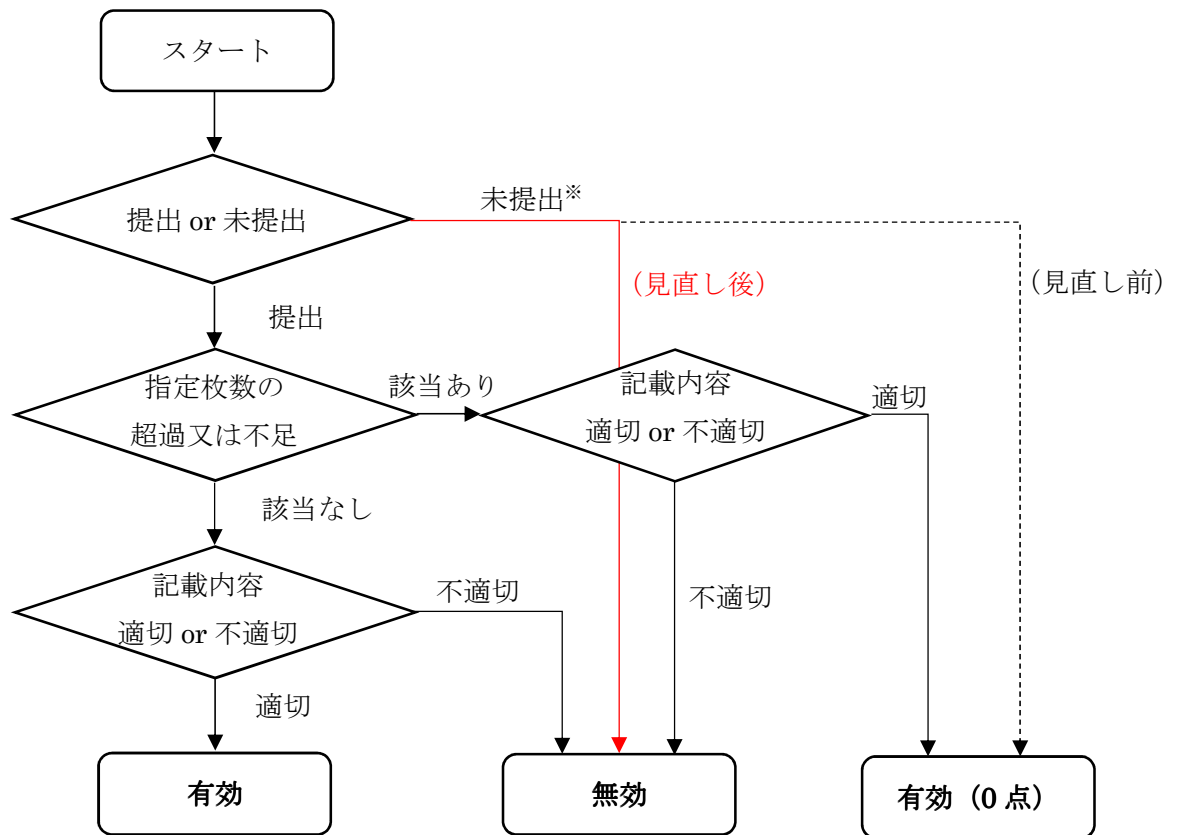 スタート
提出 or 未提出
未提出※
(見直し後)
(見直し前)
提出
指定枚数の
超過又は不足
該当あり
記載内容
適切 or 不適切
適切
該当なし
記載内容
適切 or 不適切
不適切
不適切
適切
有効
無効
有効（0 点）